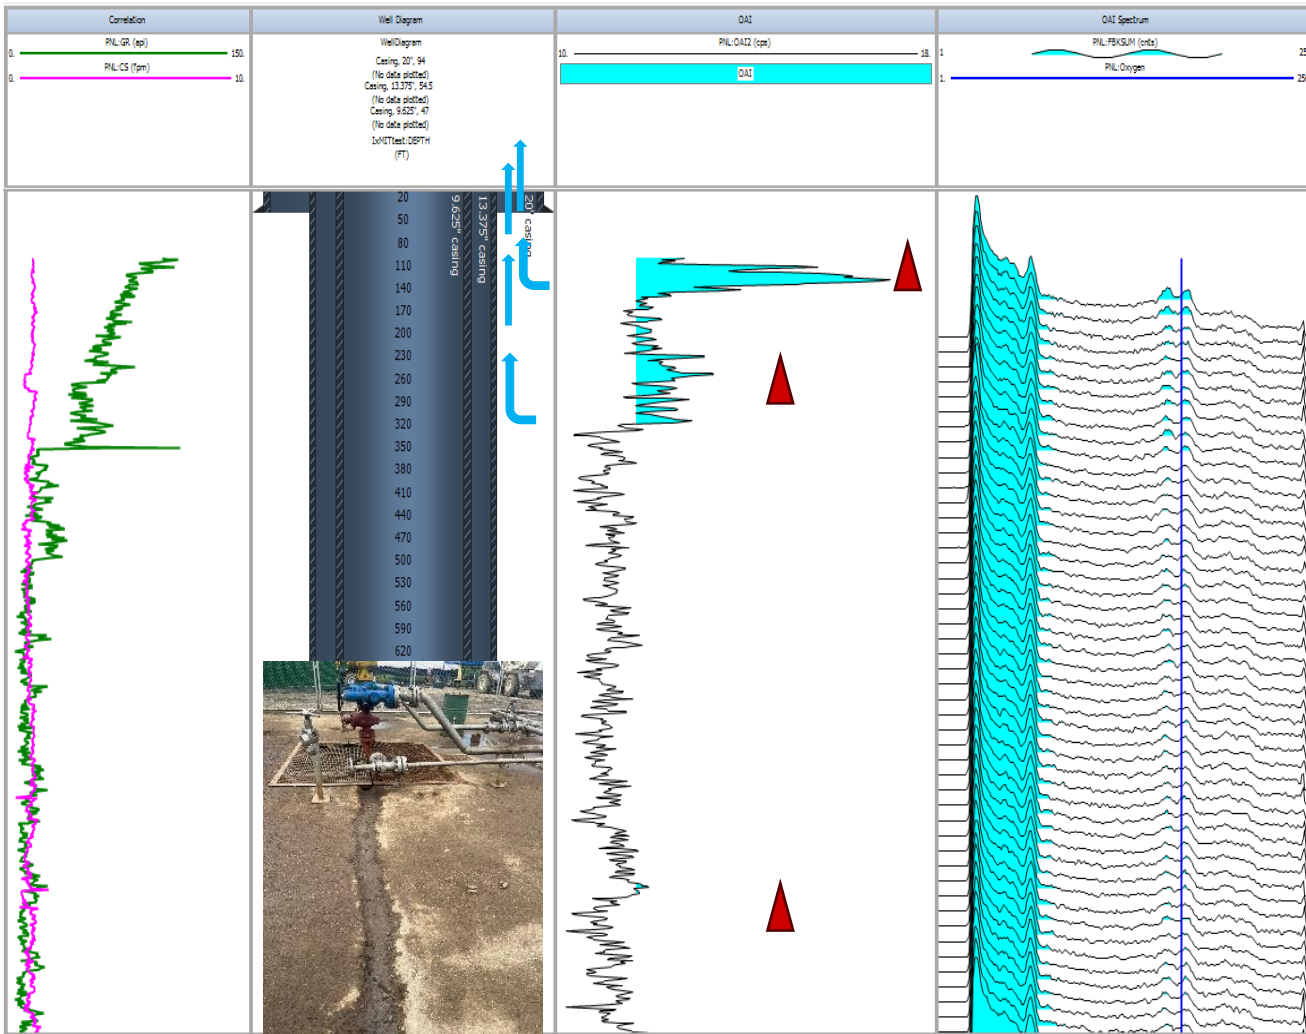 Correlation
PNL:GR (api)
0. 150.
PNL:CS (fpm)
0. 10.
Well Diagram
WellDiagram
Casing, 20", 94
(No data plotted)
Casing, 13.375", 54.5
(No data plotted)
Casing, 9.625", 47
(No data plotted)
IxMITtest:DEPTH
(FT)
OAI
PNL:OAI2 (cps)
10. 18.
OAI
OAI Spectrum
PNL:FBKSUM (cnts)
1 25
PNL:Oxygen
1. 25
20
50
80
110
140
170
200
230
260
290
320
350
380
410
440
470
500
530
560
590
620
9.625" casing
13.375" casing
20" casing